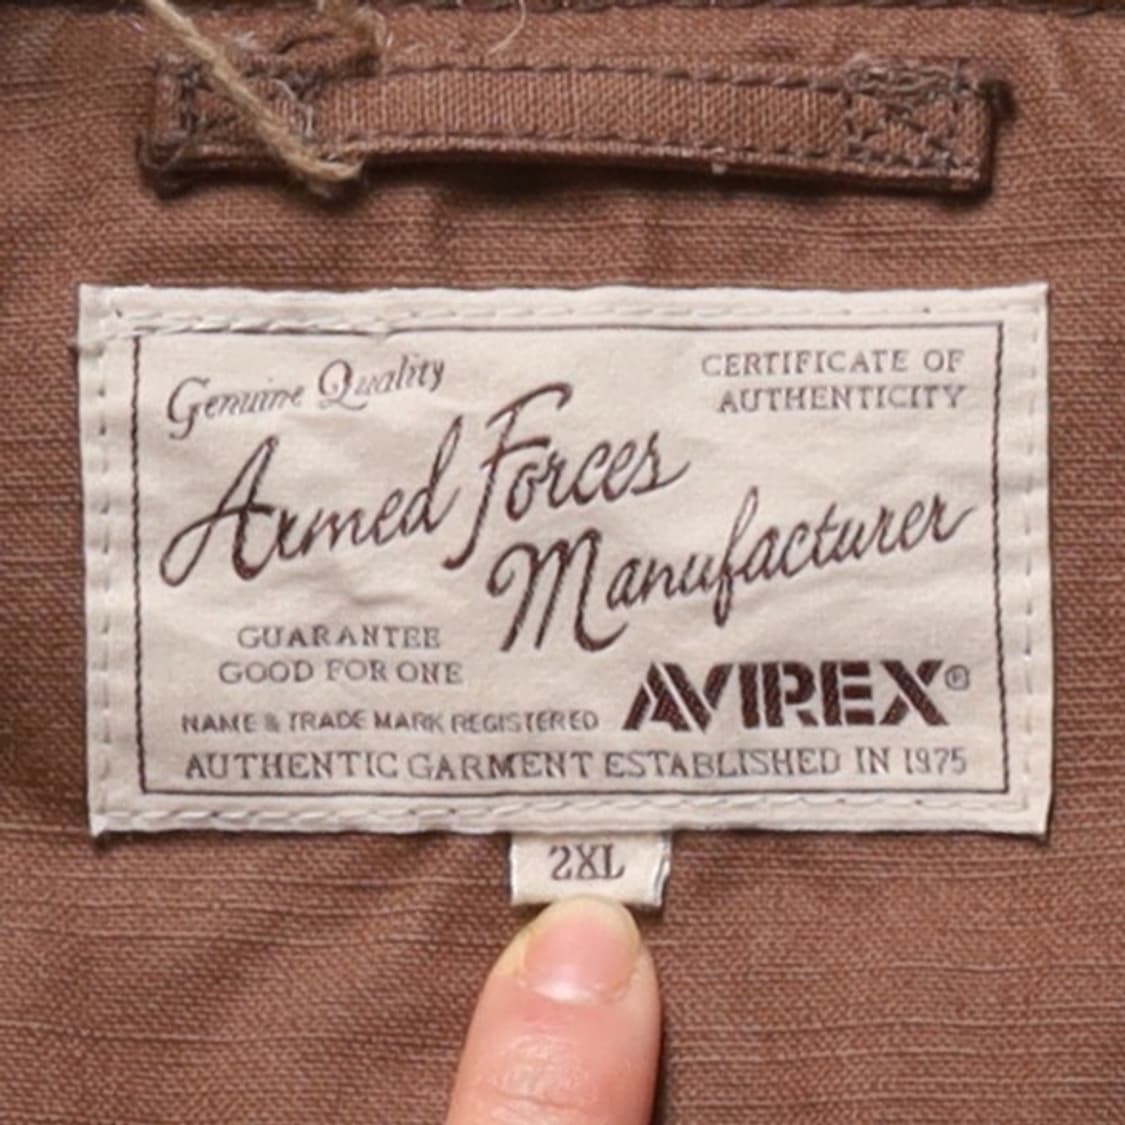 Genuine Quality
CERTIFICATE OF
AUTHENTICITY
Armed Forces
Manufacturer
GUARANTEE
GOOD FOR ONE
NAME & TRADE MARK REGISTERED
AVIREX®
AUTHENTIC GARMENT ESTABLISHED IN 1975
2XL